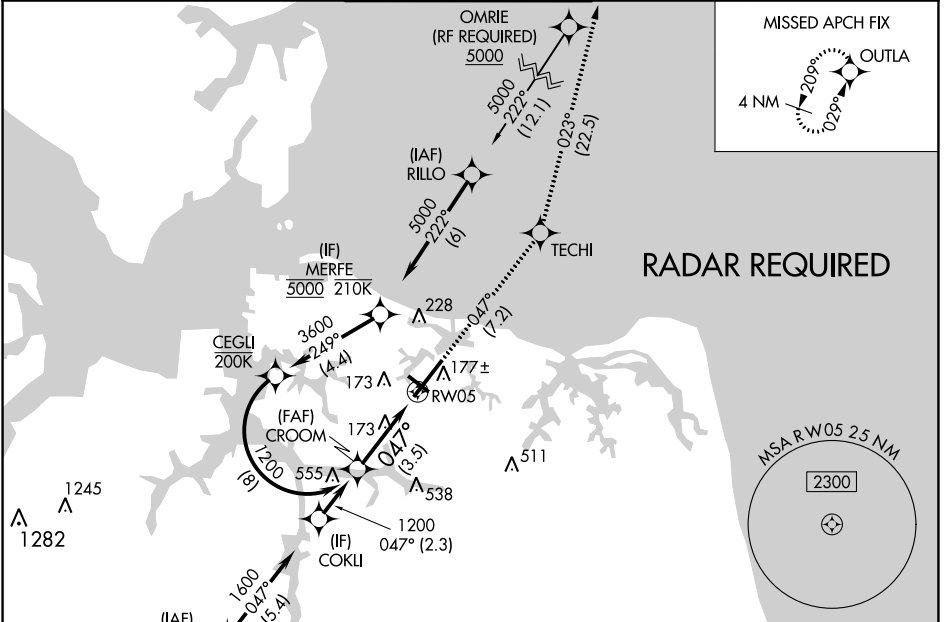 OMRIE
(RF REQUIRED)
5000
MISSED APCH FIX
OUTLA
209°
029°
4 NM
5000
222°
(12.1)
023°
(22.5)
(IAF)
RILLO
5000
222°
(6)
TECHI
RADAR REQUIRED
(IF)
MERFE
5000 210K
228
047°
(7.2)
3600
249°
(4.4)
CEGLI
200K
173
177±
RW05
(FAF)
CROOM
173
047°
(3.5)
1200
(8)
555
538
511
MSA RW05 25 NM
2300
1245
1282
1200
047° (2.3)
(IF)
COKLI
1600
047°
(5.4)
(IAF)